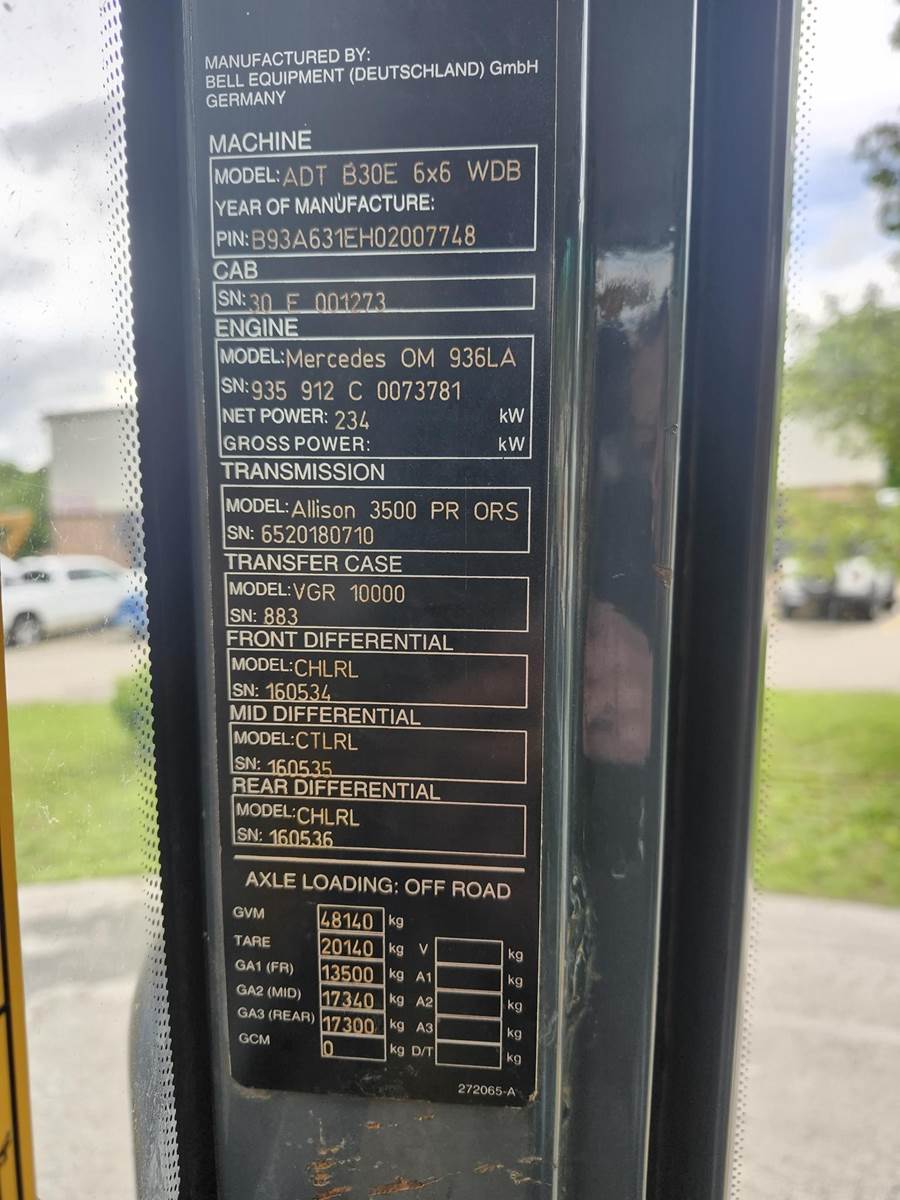 MANUFACTURED BY:
BELL EQUIPMENT (DEUTSCHLAND) GmbH
GERMANY
MACHINE
MODEL: ADT B30E 6x6 WDB
YEAR OF MANUFACTURE:
PIN: B93A631EH02007748
CAB
SN: 30 E 001273
ENGINE
MODEL: Mercedes OM 936LA
SN: 935 912 C 0073781
NET POWER: 234 kW
GROSS POWER: kW
TRANSMISSION
MODEL: Allison 3500 PR ORS
SN: 6520180710
TRANSFER CASE
MODEL: VGR 10000
SN: 883
FRONT DIFFERENTIAL
MODEL: CHLRL
SN: 160534
MID DIFFERENTIAL
MODEL: CTLRL
SN: 160535
REAR DIFFERENTIAL
MODEL: CHLRL
SN: 160536
AXLE LOADING: OFF ROAD
GVM 48140 kg
TARE 20140 kg V kg
GA1 (FR) 13500 kg A1 kg
GA2 (MID) 17340 kg A2 kg
GA3 (REAR) 17300 kg A3 kg
GCM 0 kg D/T kg
272065-A